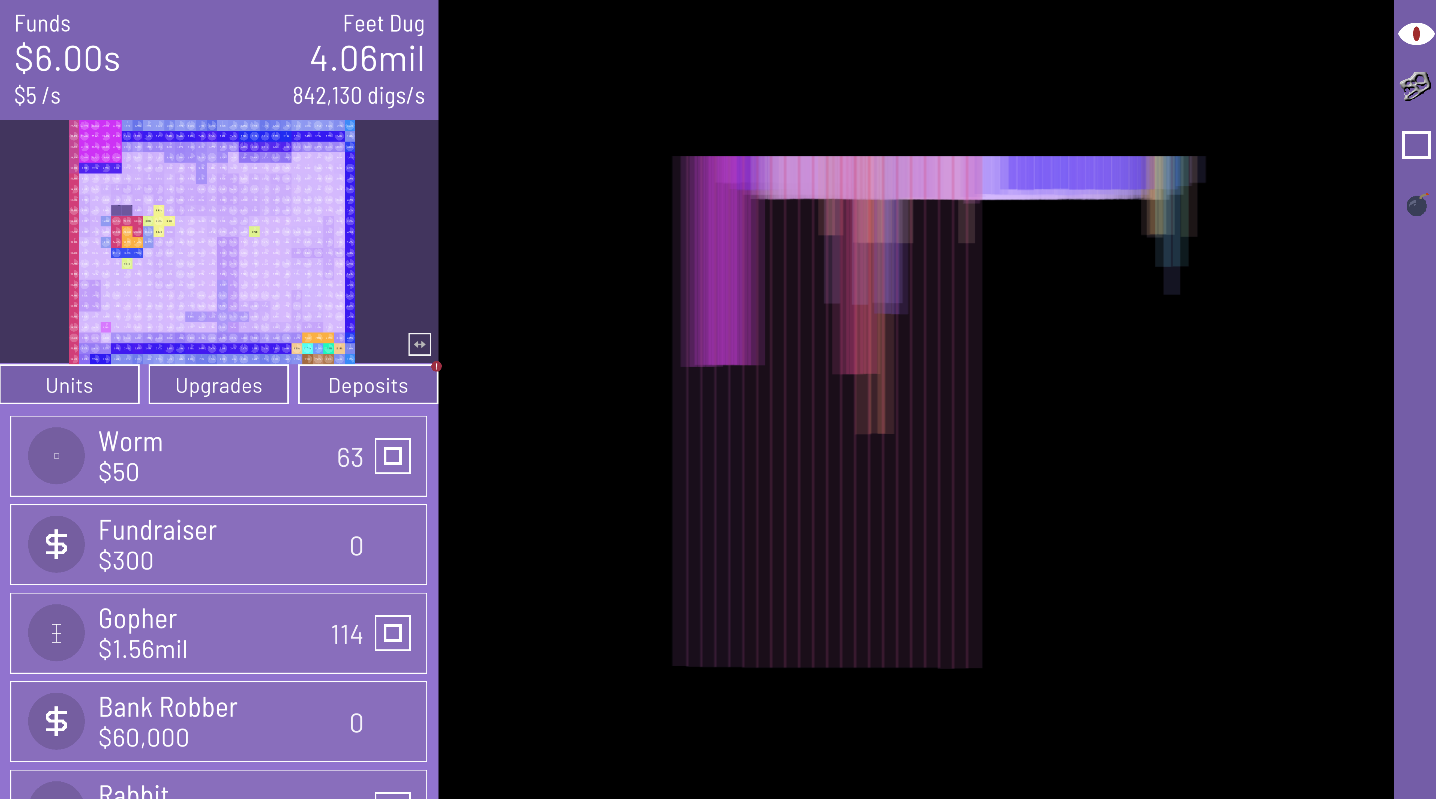 Funds
Feet Dug
$6.00s
4.06mil
$5 /s
842,130 digs/s
Units
Upgrades
Deposits
!
Worm
$50
63
$
Fundraiser
$300
0
Gopher
$1.56mil
114
$
Bank Robber
$60,000
0
Rabbit